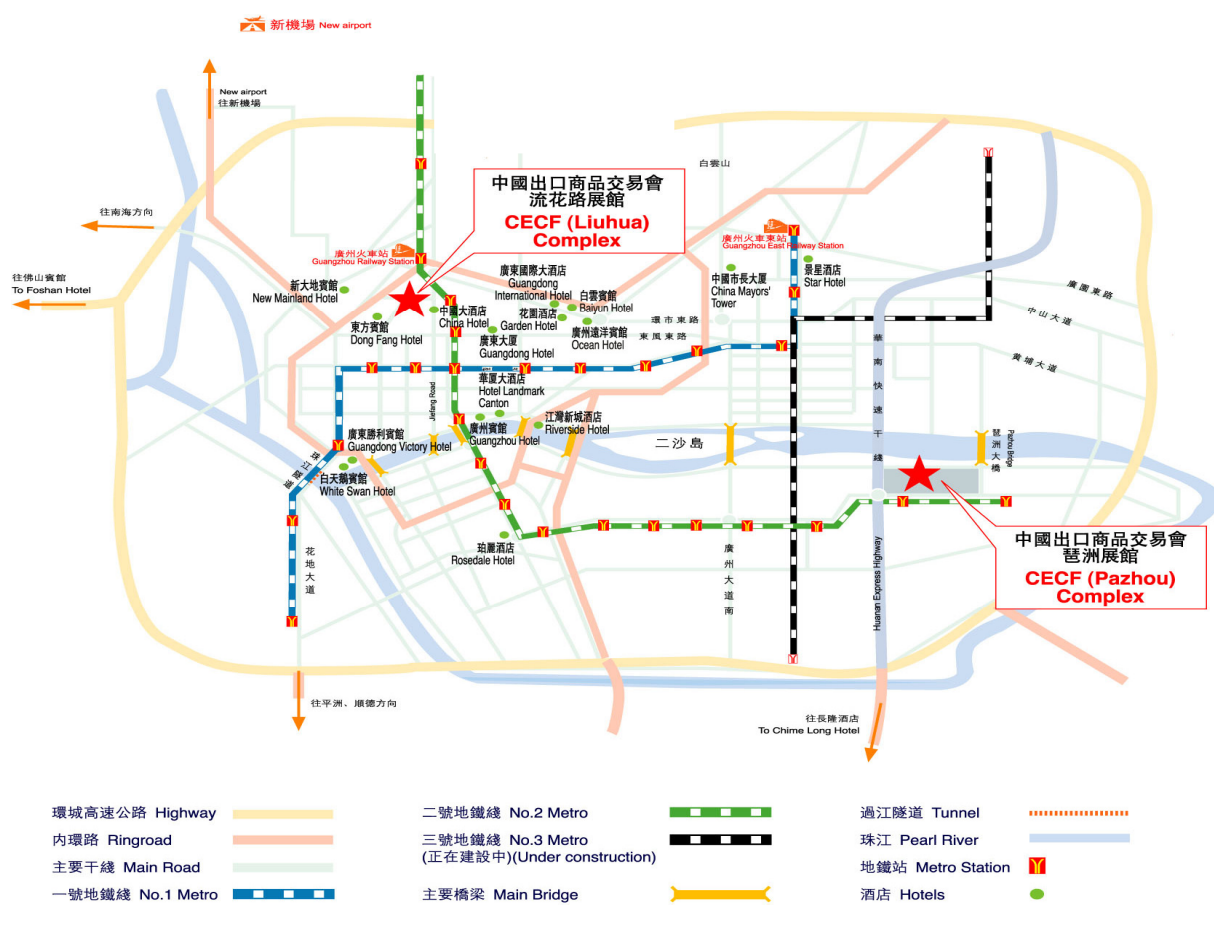 新機場 New airport
New airport
往新機場
白雲山
中國出口商品交易會
流花路展館
CECF (Liuhua)
Complex
往南海方向
廣州火車站
Guangzhou Railway Station
廣州火車東站
Guangzhou East Railway Station
往佛山賓館
To Foshan Hotel
新大地賓館
New Mainland Hotel
廣東國際大酒店
Guangdong
International Hotel
中國市長大厦
China Mayors'
Tower
景星酒店
Star Hotel
廣園東路
中山大道
黄埔大道
白雲賓館
Baiyun Hotel
中國大酒店
China Hotel
花園酒店
Garden Hotel
東方賓館
Dong Fang Hotel
廣東大厦
Guangdong Hotel
廣州遠洋賓館
Ocean Hotel
環市東路
東風東路
華南快速干綫
華厦大酒店
Hotel Landmark
Canton
Jiefang Road
江灣新城酒店
Riverside Hotel
廣州賓館
Guangzhou Hotel
廣東勝利賓館
Guangdong Victory Hotel
二沙島
琶洲大橋
Pazhou Bridge
珠江隧道
白天鵝賓館
White Swan Hotel
珀麗酒店
Rosedale Hotel
花地大道
廣州大道南
Huanan Express Highway
中國出口商品交易會
琶洲展館
CECF (Pazhou)
Complex
往平洲、順德方向
往長隆酒店
To Chime Long Hotel
環城高速公路 Highway
内環路 Ringroad
主要干綫 Main Road
一號地鐵綫 No.1 Metro
二號地鐵綫 No.2 Metro
三號地鐵綫 No.3 Metro
(正在建設中)(Under construction)
主要橋梁 Main Bridge
過江隧道 Tunnel
珠江 Pearl River
地鐵站 Metro Station
酒店 Hotels